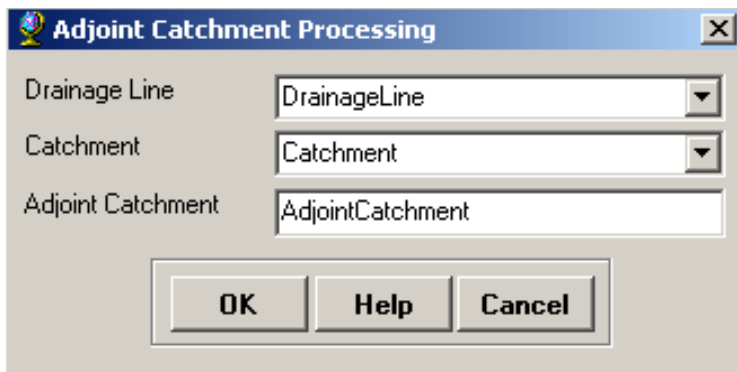 Adjoint Catchment Processing
Drainage Line DrainageLine
Catchment Catchment
Adjoint Catchment AdjointCatchment
OK Help Cancel